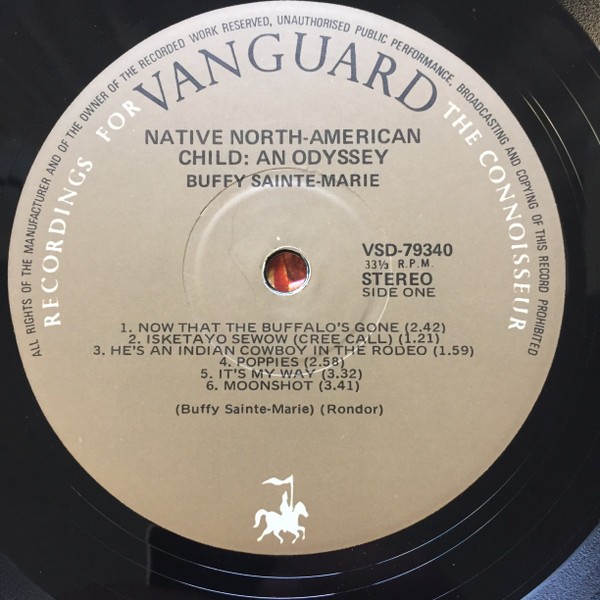 ALL RIGHTS OF THE MANUFACTURER AND OF THE OWNER OF THE RECORDED WORK RESERVED, UNAUTHORISED PUBLIC PERFORMANCE, BROADCASTING AND COPYING OF THIS RECORD PROHIBITED
RECORDINGS FOR VANGUARD THE CONNOISSEUR
NATIVE NORTH-AMERICAN
CHILD: AN ODYSSEY
BUFFY SAINTE-MARIE
VSD-79340
33⅓ R.P.M.
STEREO
SIDE ONE
1. NOW THAT THE BUFFALO'S GONE (2.42)
2. ISKETAYO SEWOW (CREE CALL) (1.21)
3. HE'S AN INDIAN COWBOY IN THE RODEO (1.59)
4. POPPIES (2.58)
5. IT'S MY WAY (3.32)
6. MOONSHOT (3.41)
(Buffy Sainte-Marie) (Rondor)